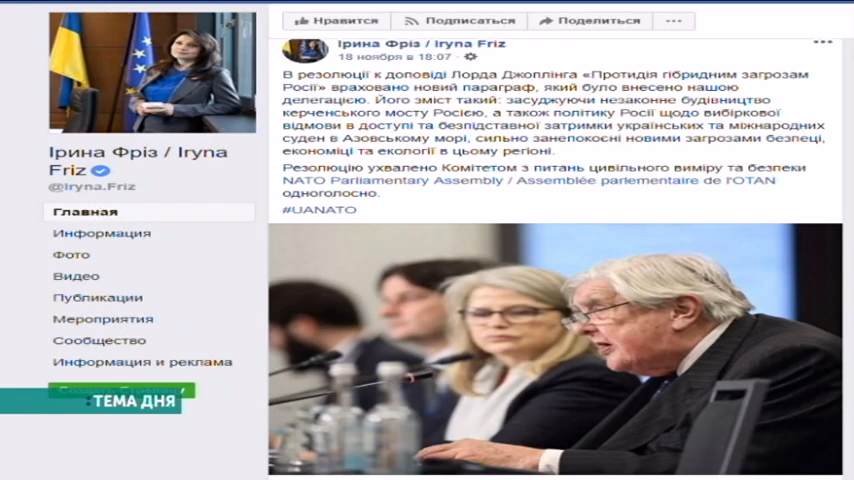 Нравится
Подписаться
Поделиться
Ірина Фріз / Iryna Friz
18 ноября в 18:07
В резолюції к доповіді Лорда Джоплінга «Протидія гібридним загрозам
Росії» враховано новий параграф, який було внесено нашою
делегацією. Його зміст такий: засуджуючи незаконне будівництво
керченського мосту Росією, а також політику Росії щодо вибіркової
відмови в доступі та безпідставної затримки українських та міжнародних
суден в Азовському морі, сильно занепокоєні новими загрозами безпеці,
економіці та екології в цьому регіоні.
Резолюцію ухвалено Комітетом з питань цивільного виміру та безпеки
NATO Parliamentary Assembly / Assemblée parlementaire de l'OTAN
одноголосно.
#UANATO
Ірина Фріз / Iryna
Friz
@Iryna.Friz
Главная
Информация
Фото
Видео
Публикации
Мероприятия
Сообщество
Информация и реклама
:ТЕМА ДНЯ